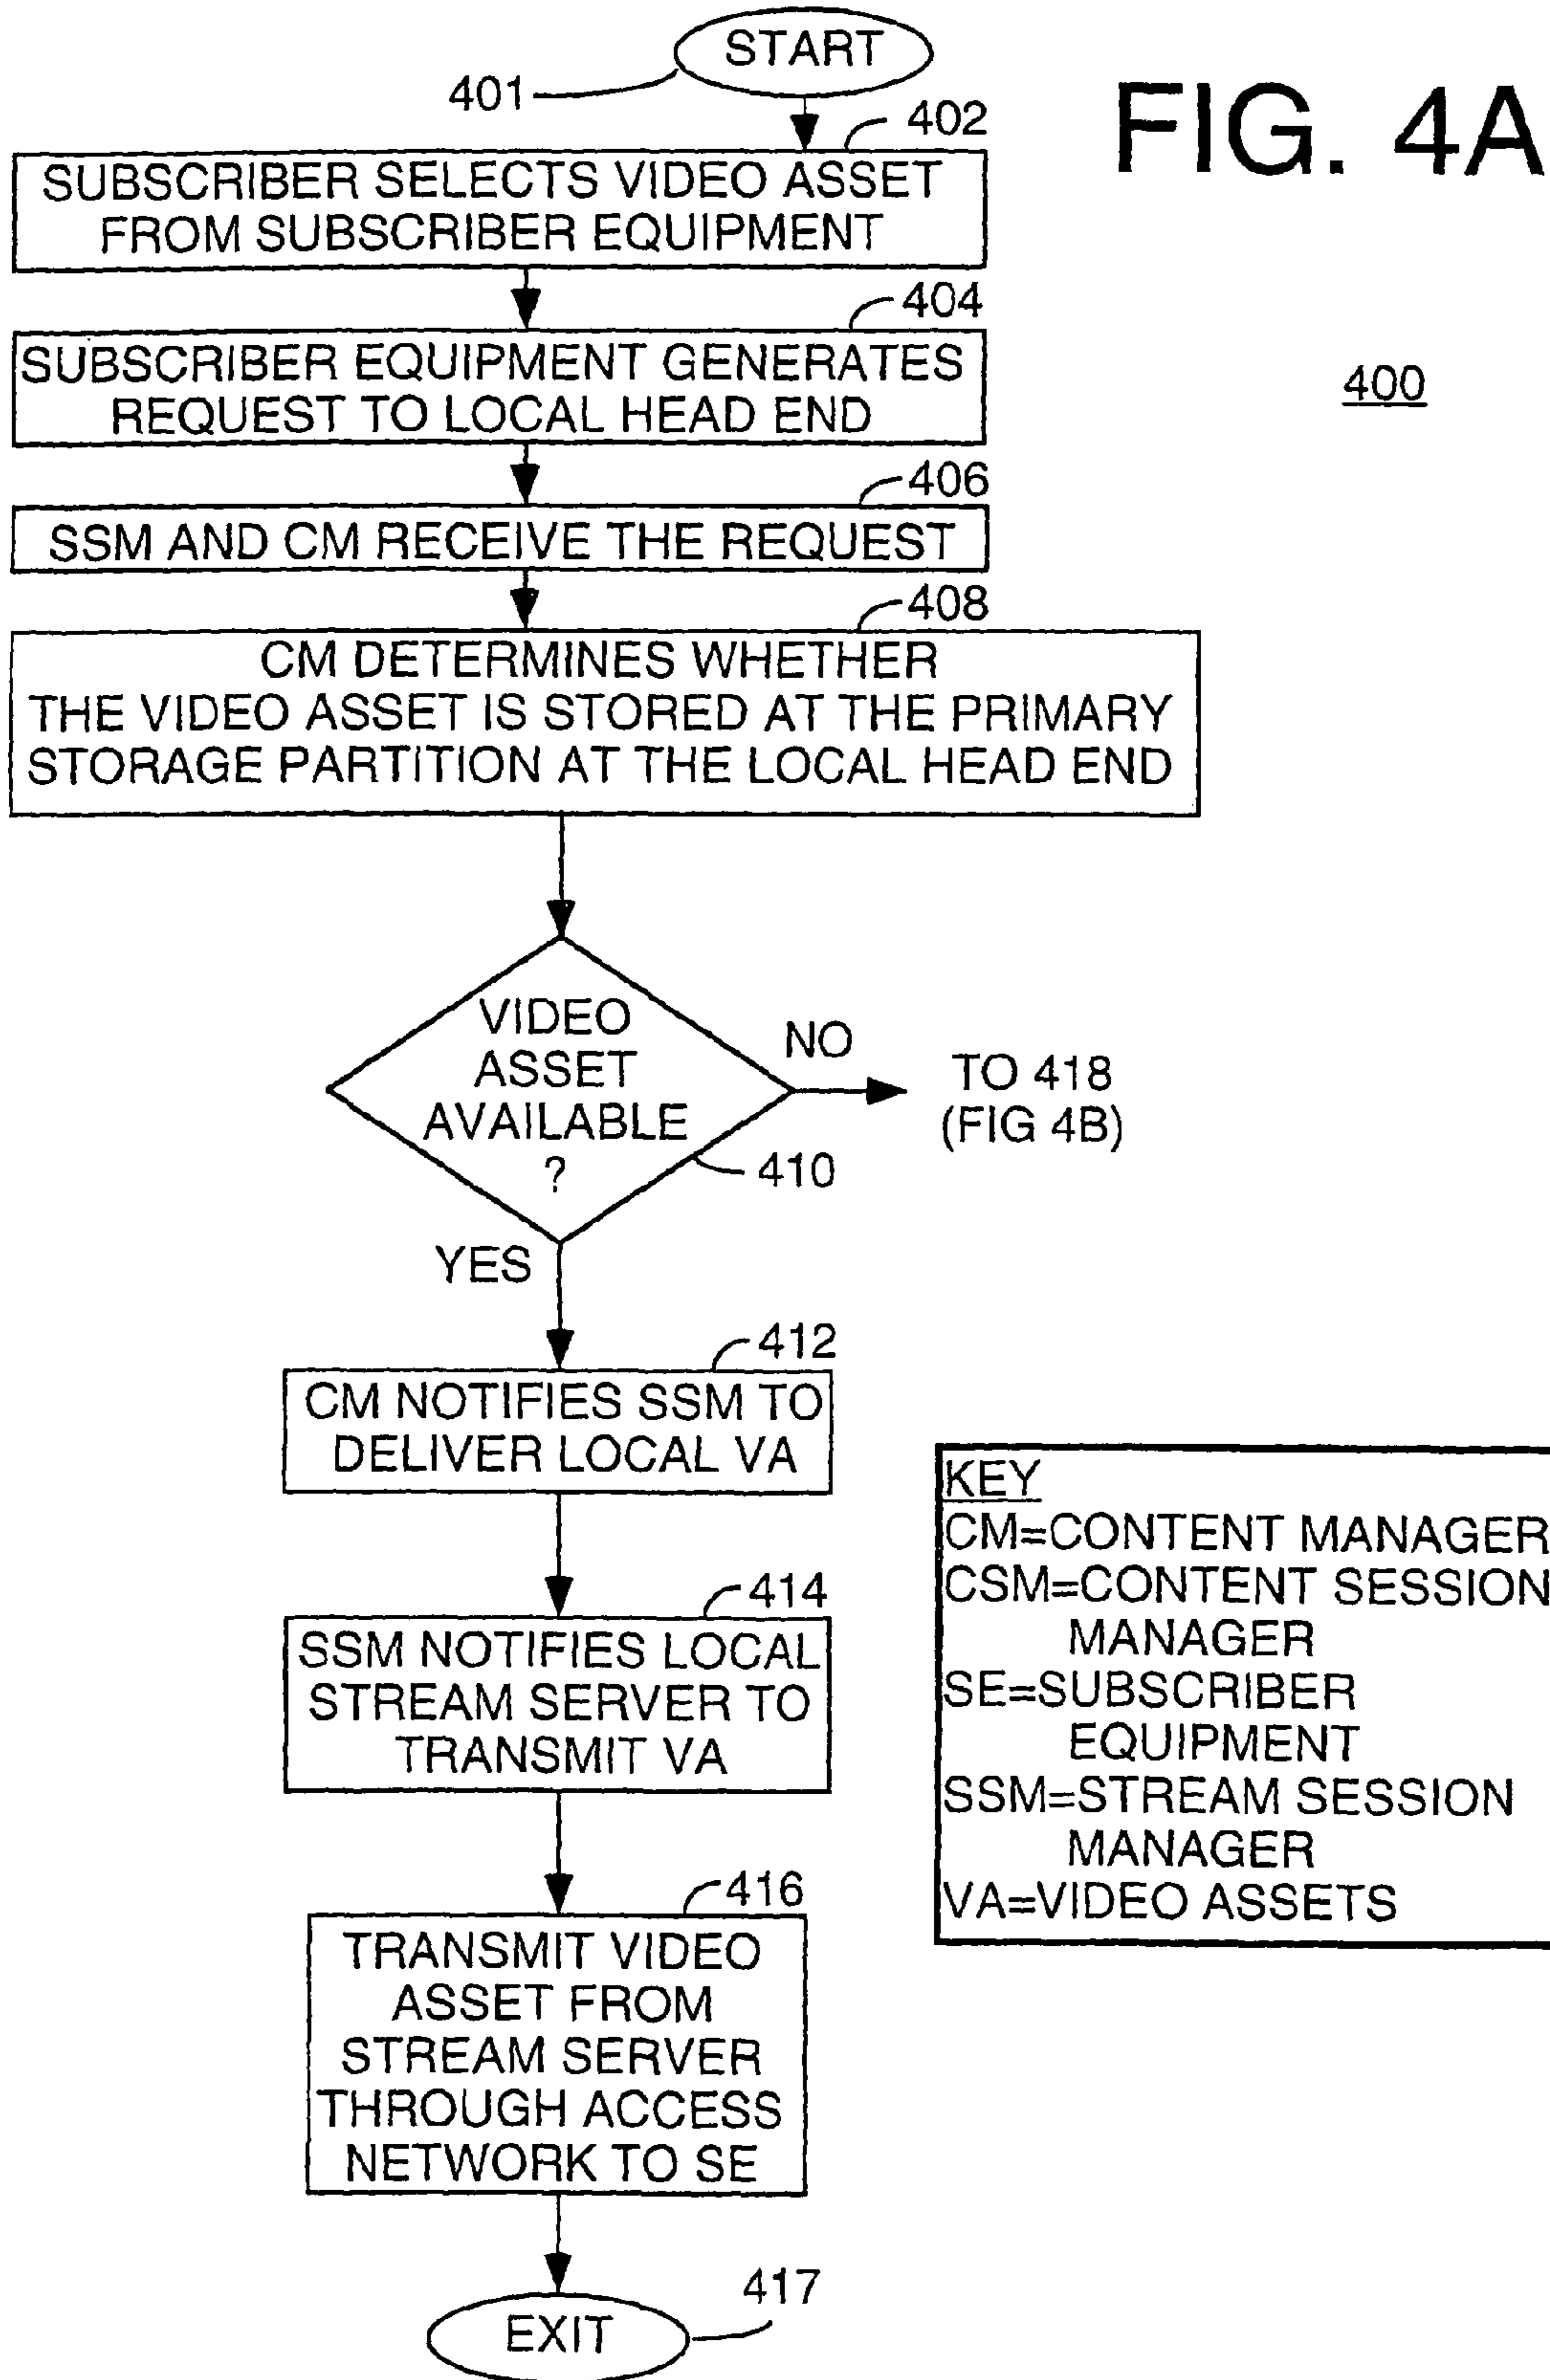 START
401
FIG. 4A
402
SUBSCRIBER SELECTS VIDEO ASSET
FROM SUBSCRIBER EQUIPMENT
404
SUBSCRIBER EQUIPMENT GENERATES
REQUEST TO LOCAL HEAD END
400
406
SSM AND CM RECEIVE THE REQUEST
408
CM DETERMINES WHETHER
THE VIDEO ASSET IS STORED AT THE PRIMARY
STORAGE PARTITION AT THE LOCAL HEAD END
VIDEO
ASSET
AVAILABLE
?
NO
TO 418
(FIG 4B)
410
YES
412
CM NOTIFIES SSM TO
DELIVER LOCAL VA
414
SSM NOTIFIES LOCAL
STREAM SERVER TO
TRANSMIT VA
416
TRANSMIT VIDEO
ASSET FROM
STREAM SERVER
THROUGH ACCESS
NETWORK TO SE
417
EXIT
KEY
CM=CONTENT MANAGER
CSM=CONTENT SESSION
MANAGER
SE=SUBSCRIBER
EQUIPMENT
SSM=STREAM SESSION
MANAGER
VA=VIDEO ASSETS